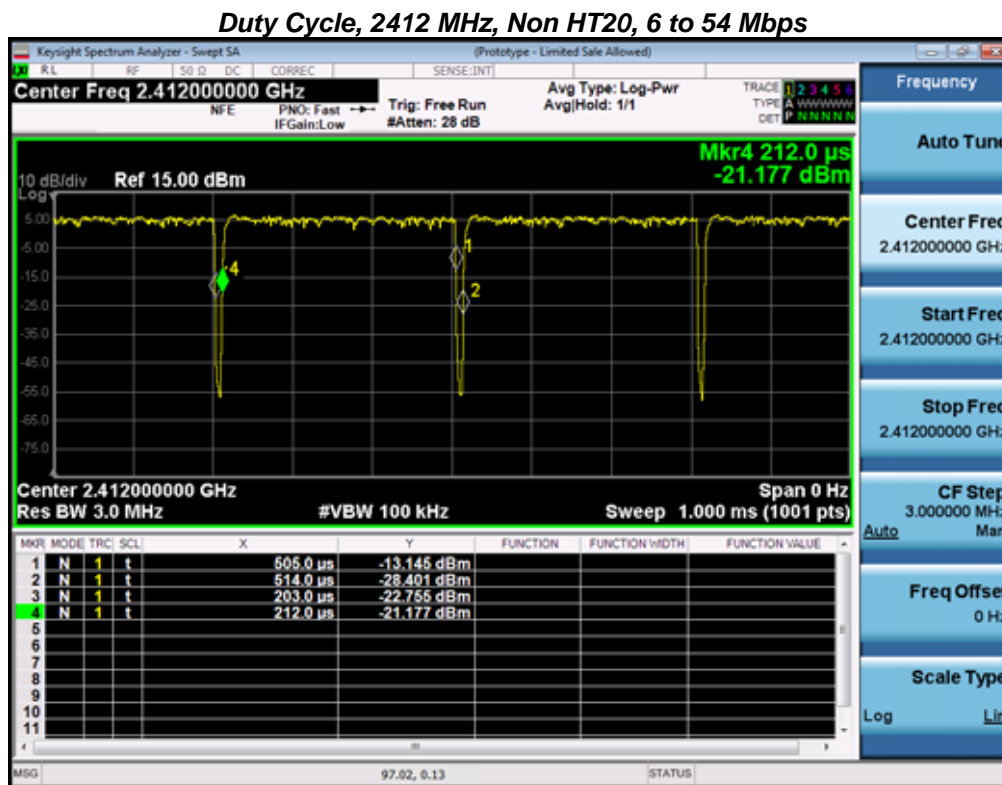 Duty Cycle, 2412 MHz, Non HT20, 6 to 54 Mbps
Keysight Spectrum Analyzer - Swept SA (Prototype - Limited Sale Allowed)
RL RF 50 Ω DC CORREC SENSE:INT
Center Freq 2.412000000 GHz
NFE PNO: Fast IFGain:Low
Trig: Free Run
#Atten: 28 dB
Avg Type: Log-Pwr
Avg|Hold: 1/1
TRACE 1 2 3 4 5 6
TYPE A WWWWW
DET P NNNNN
Mkr4 212.0 µs
-21.177 dBm
10 dB/div Ref 15.00 dBm
Log
5.00
-5.00
-15.0
-25.0
-35.0
-45.0
-55.0
-65.0
-75.0
1
2
4
Center 2.412000000 GHz Span 0 Hz
Res BW 3.0 MHz #VBW 100 kHz Sweep 1.000 ms (1001 pts)
MKR MODE TRC SCL X Y FUNCTION FUNCTION WIDTH FUNCTION VALUE
1 N 1 t 505.0 µs -13.145 dBm
2 N 1 t 514.0 µs -28.401 dBm
3 N 1 t 203.0 µs -22.755 dBm
4 N 1 t 212.0 µs -21.177 dBm
5
6
7
8
9
10
11
MSG 97.02, 0.13 STATUS
Frequency
Auto Tune
Center Freq
2.412000000 GHz
Start Freq
2.412000000 GHz
Stop Freq
2.412000000 GHz
CF Step
3.000000 MHz
Auto Man
Freq Offset
0 Hz
Scale Type
Log Lin